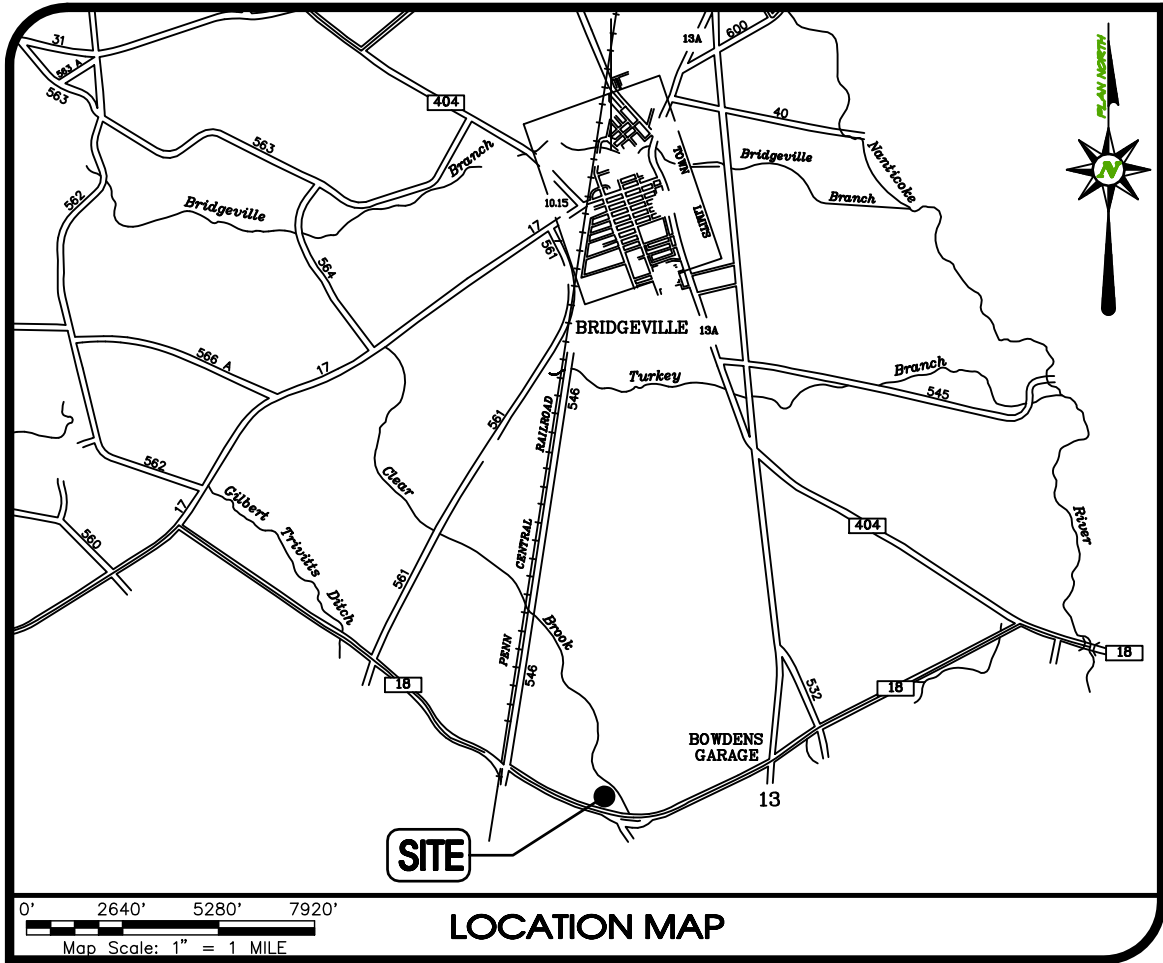 31
563 A
563
404
13A
600
PLAN NORTH
N
40
563
Branch
TOWN
LIMITS
Bridgeville
Branch
Nanticoke
562
Bridgeville
10.15
17
561
564
BRIDGEVILLE
13A
566 A
17
Turkey
Branch
545
546
RAILROAD
561
562
Clear
17
Gilbert
Trivitts
Ditch
404
River
560
CENTRAL
561
Brook
PENN
546
18
18
18
532
BOWDENS
GARAGE
13
SITE
0' 2640' 5280' 7920'
Map Scale: 1" = 1 MILE
LOCATION MAP